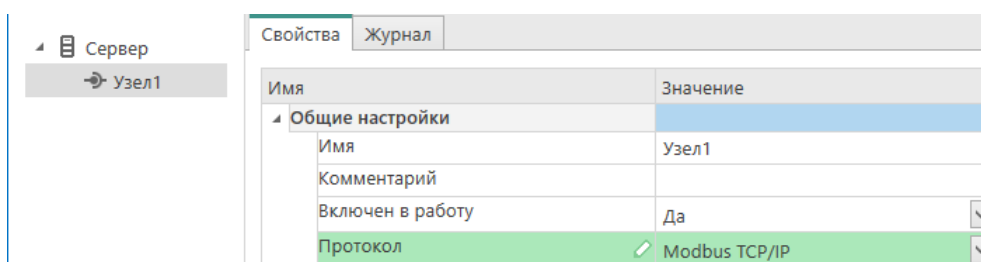 Сервер
Узел1
Свойства Журнал
Имя Значение
Общие настройки
Имя Узел1
Комментарий
Включен в работу Да
Протокол Modbus TCP/IP